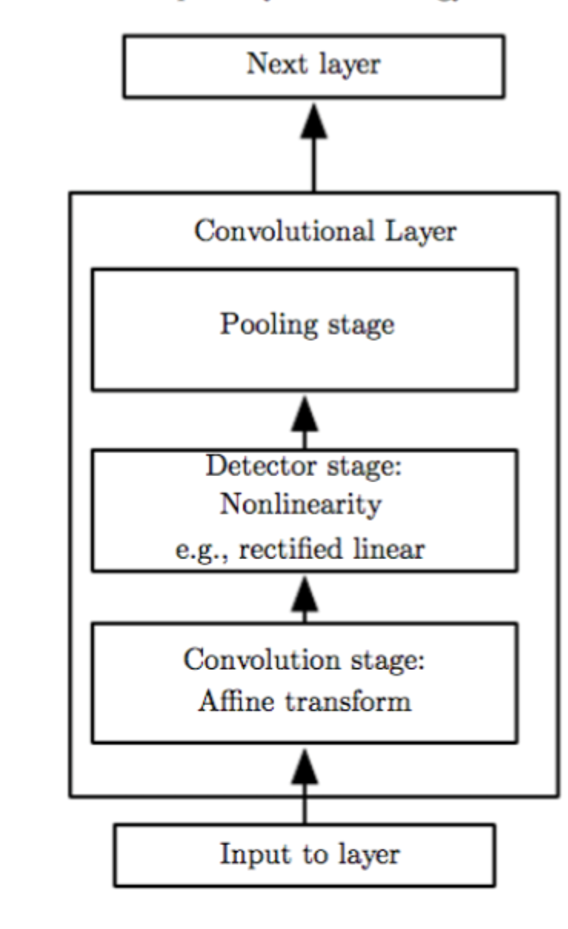 Next layer
Convolutional Layer
Pooling stage
Detector stage:
Nonlinearity
e.g., rectified linear
Convolution stage:
Affine transform
Input to layer